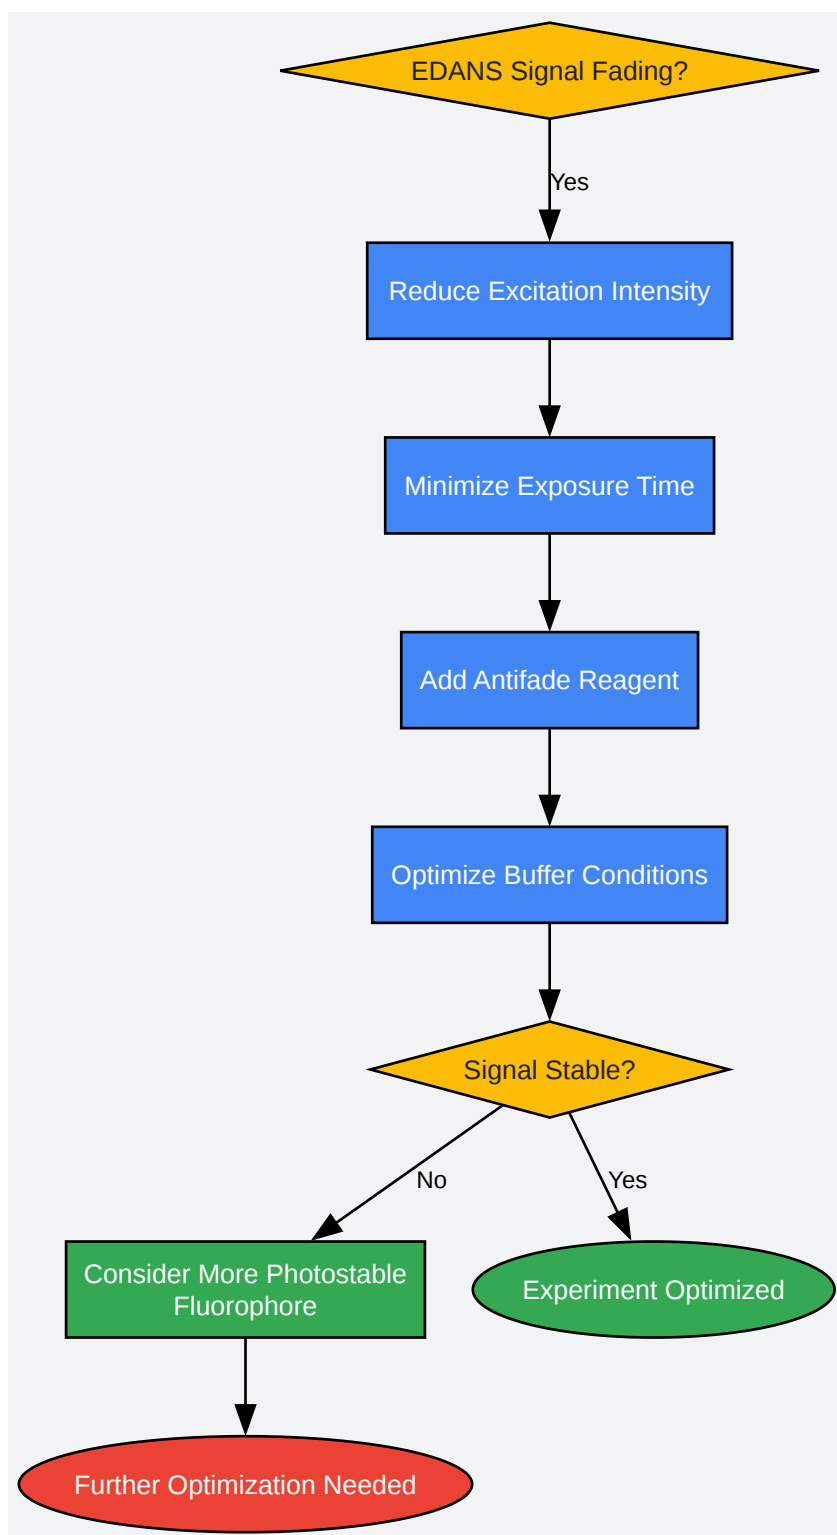 EDANS Signal Fading?
Yes
Reduce Excitation Intensity
Minimize Exposure Time
Add Antifade Reagent
Optimize Buffer Conditions
Signal Stable?
No
Yes
Consider More Photostable
Fluorophore
Experiment Optimized
Further Optimization Needed